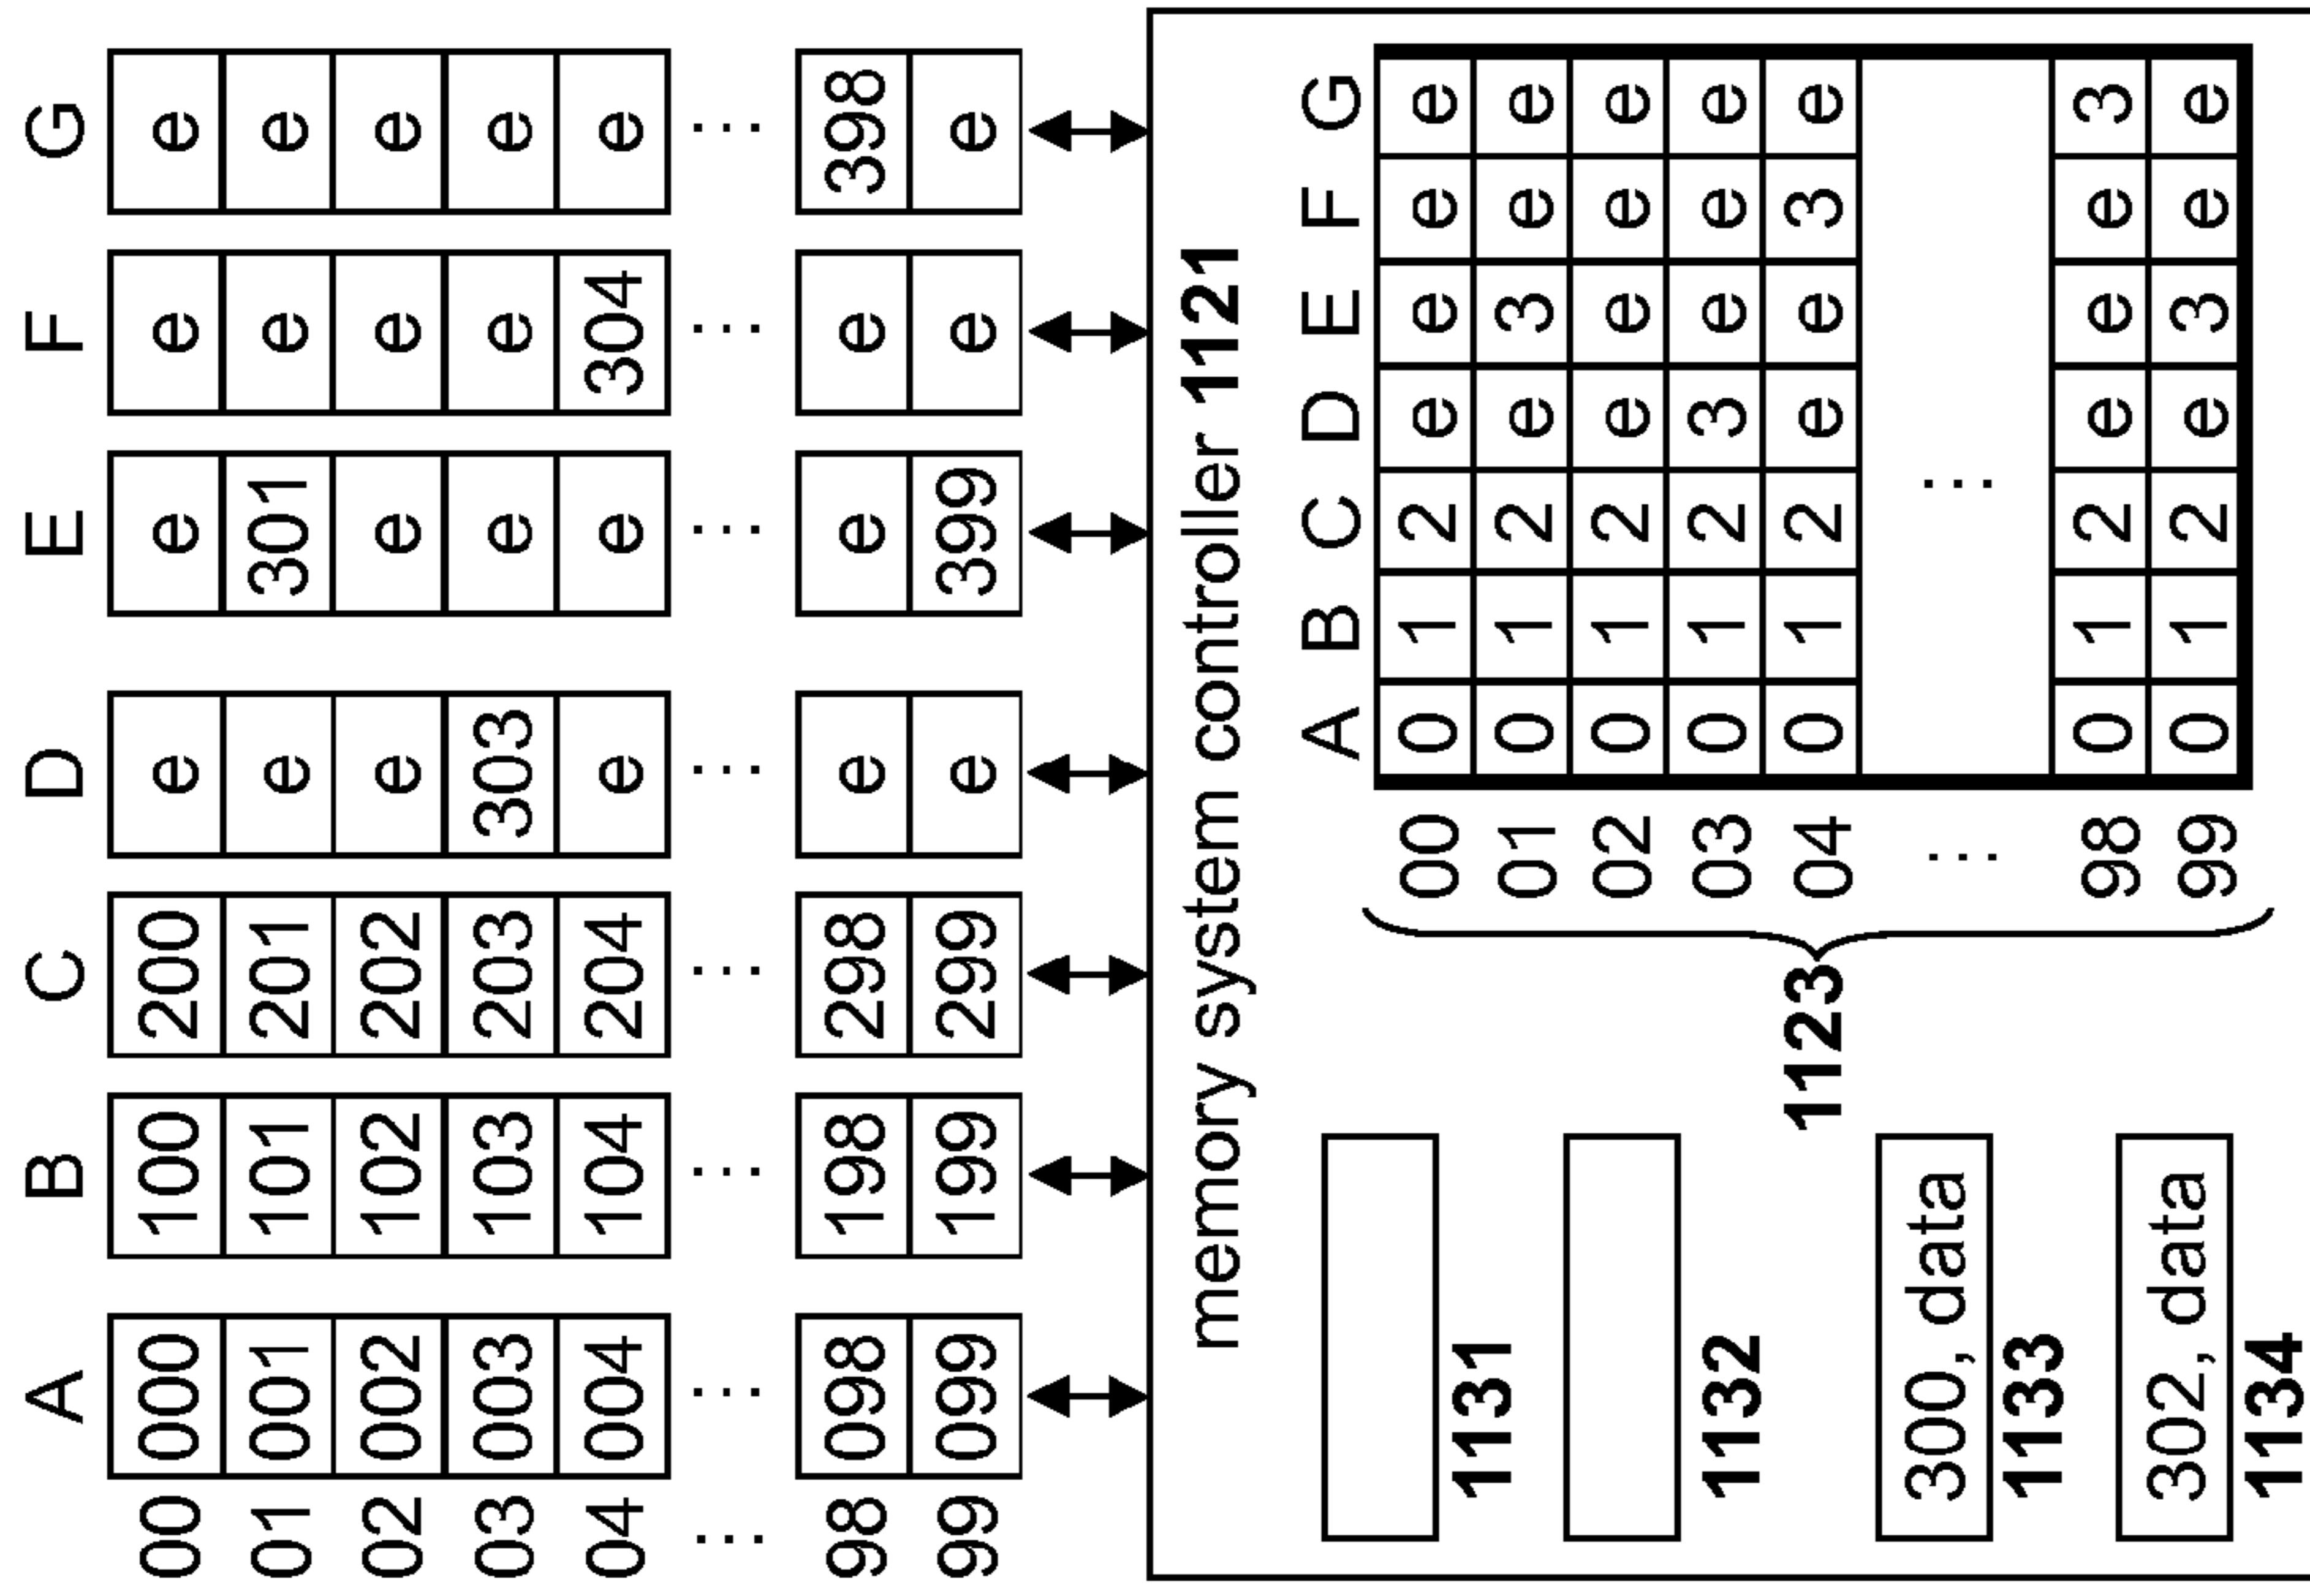 A B C D E F G
00 000 100 200 e e e e
01 001 101 201 e 301 e e
02 002 102 202 e e e e
03 003 103 203 303 e e e
04 004 104 204 e e 304 e
... ... ... ... ... ... ... ...
98 098 198 298 e e e 398
99 099 199 299 e 399 e e
memory system controller 1121
1131
1132
300, data
1133
302, data
1134
1123
A B C D E F G
00 0 1 2 e e e e
01 0 1 2 e 3 e e
02 0 1 2 e e e e
03 0 1 2 3 e e e
04 0 1 2 e e 3 e
... ...
98 0 1 2 e e e 3
99 0 1 2 e 3 e e